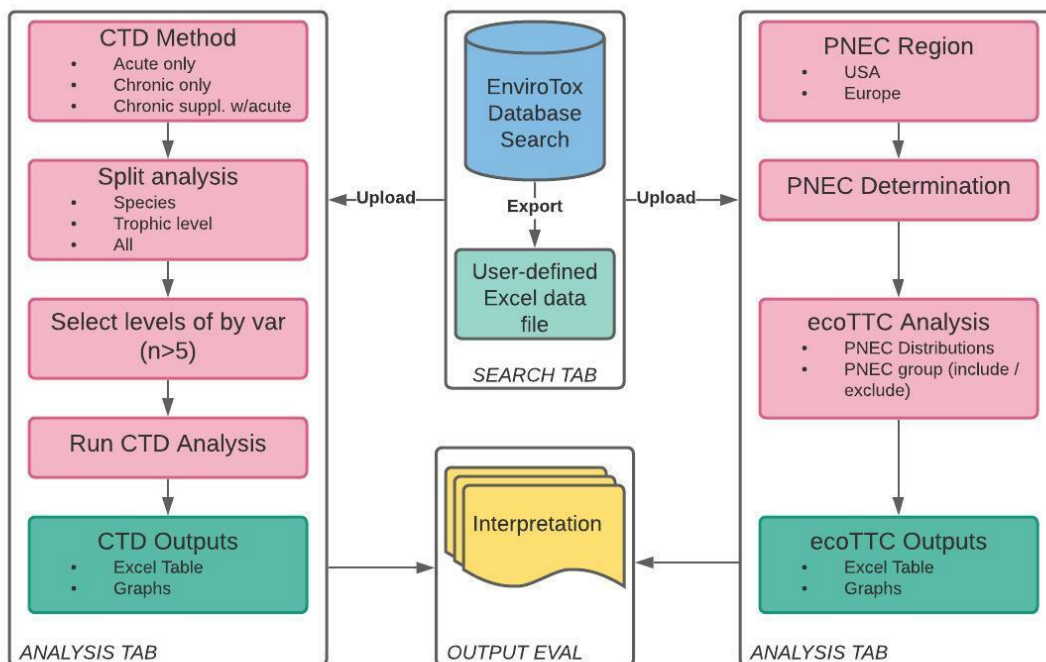 CTD Method
• Acute only
• Chronic only
• Chronic suppl. w/acute
Split analysis
• Species
• Trophic level
• All
Select levels of by var
(n>5)
Run CTD Analysis
CTD Outputs
• Excel Table
• Graphs
ANALYSIS TAB
Upload
EnviroTox
Database
Search
Export
User-defined
Excel data
file
SEARCH TAB
Upload
Interpretation
OUTPUT EVAL
PNEC Region
• USA
• Europe
PNEC Determination
ecoTTC Analysis
• PNEC Distributions
• PNEC group (include /
exclude)
ecoTTC Outputs
• Excel Table
• Graphs
ANALYSIS TAB